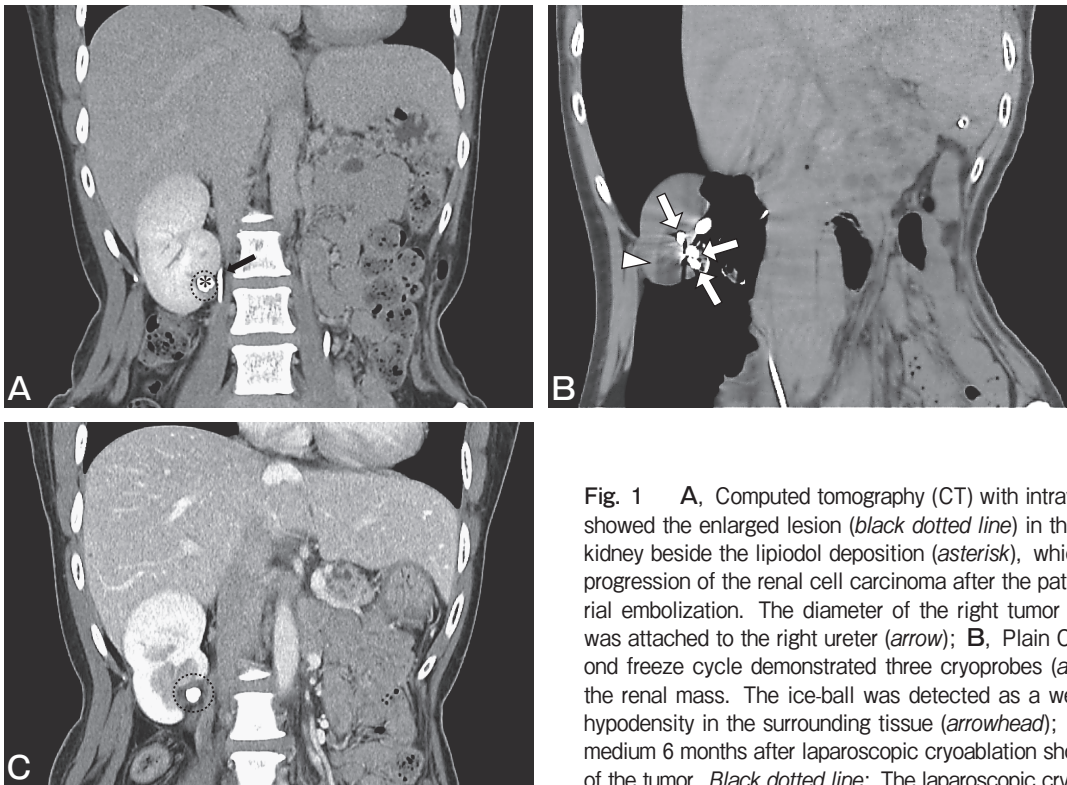 A
B
C
*
Fig. 1 A, Computed tomography (CT) with intrav
showed the enlarged lesion (black dotted line) in th
kidney beside the lipiodol deposition (asterisk), whic
progression of the renal cell carcinoma after the pat
rial embolization. The diameter of the right tumor
was attached to the right ureter (arrow); B, Plain C
ond freeze cycle demonstrated three cryoprobes (a
the renal mass. The ice-ball was detected as a we
hypodensity in the surrounding tissue (arrowhead);
medium 6 months after laparoscopic cryoablation sho
of the tumor. Black dotted line: The laparoscopic cry